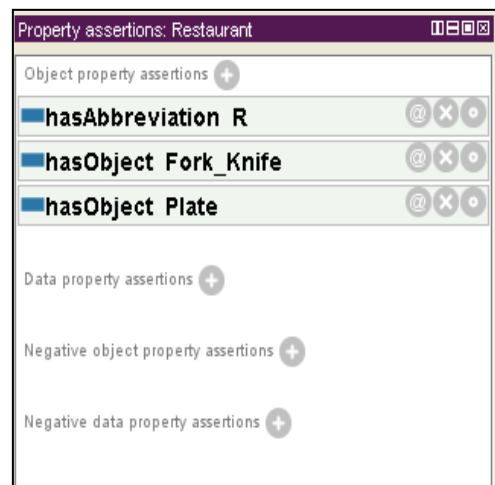 Property assertions: Restaurant
Object property assertions
hasAbbreviation R
hasObject Fork_Knife
hasObject Plate
Data property assertions
Negative object property assertions
Negative data property assertions